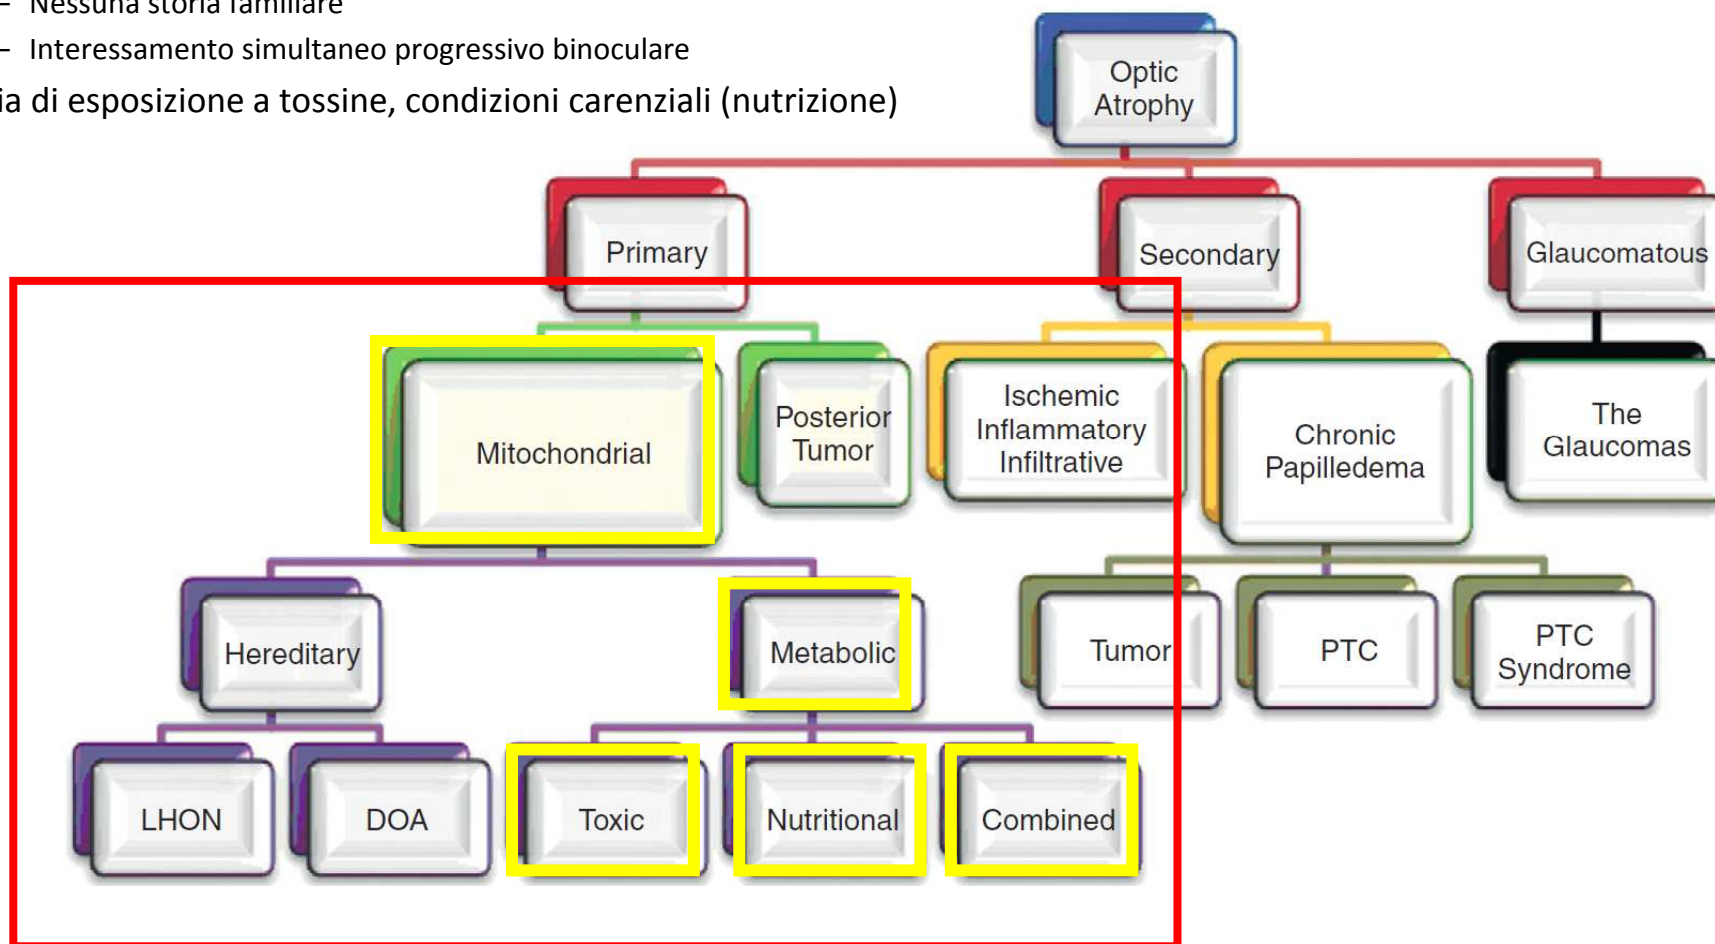 – Nessuna storia familiare
– Interessamento simultaneo progressivo binoculare
ia di esposizione a tossine, condizioni carenziali (nutrizione)
Optic
Atrophy
Primary
Secondary
Glaucomatous
Mitochondrial
Posterior
Tumor
Ischemic
Inflammatory
Infiltrative
Chronic
Papilledema
The
Glaucomas
Hereditary
Metabolic
Tumor
PTC
PTC
Syndrome
LHON
DOA
Toxic
Nutritional
Combined